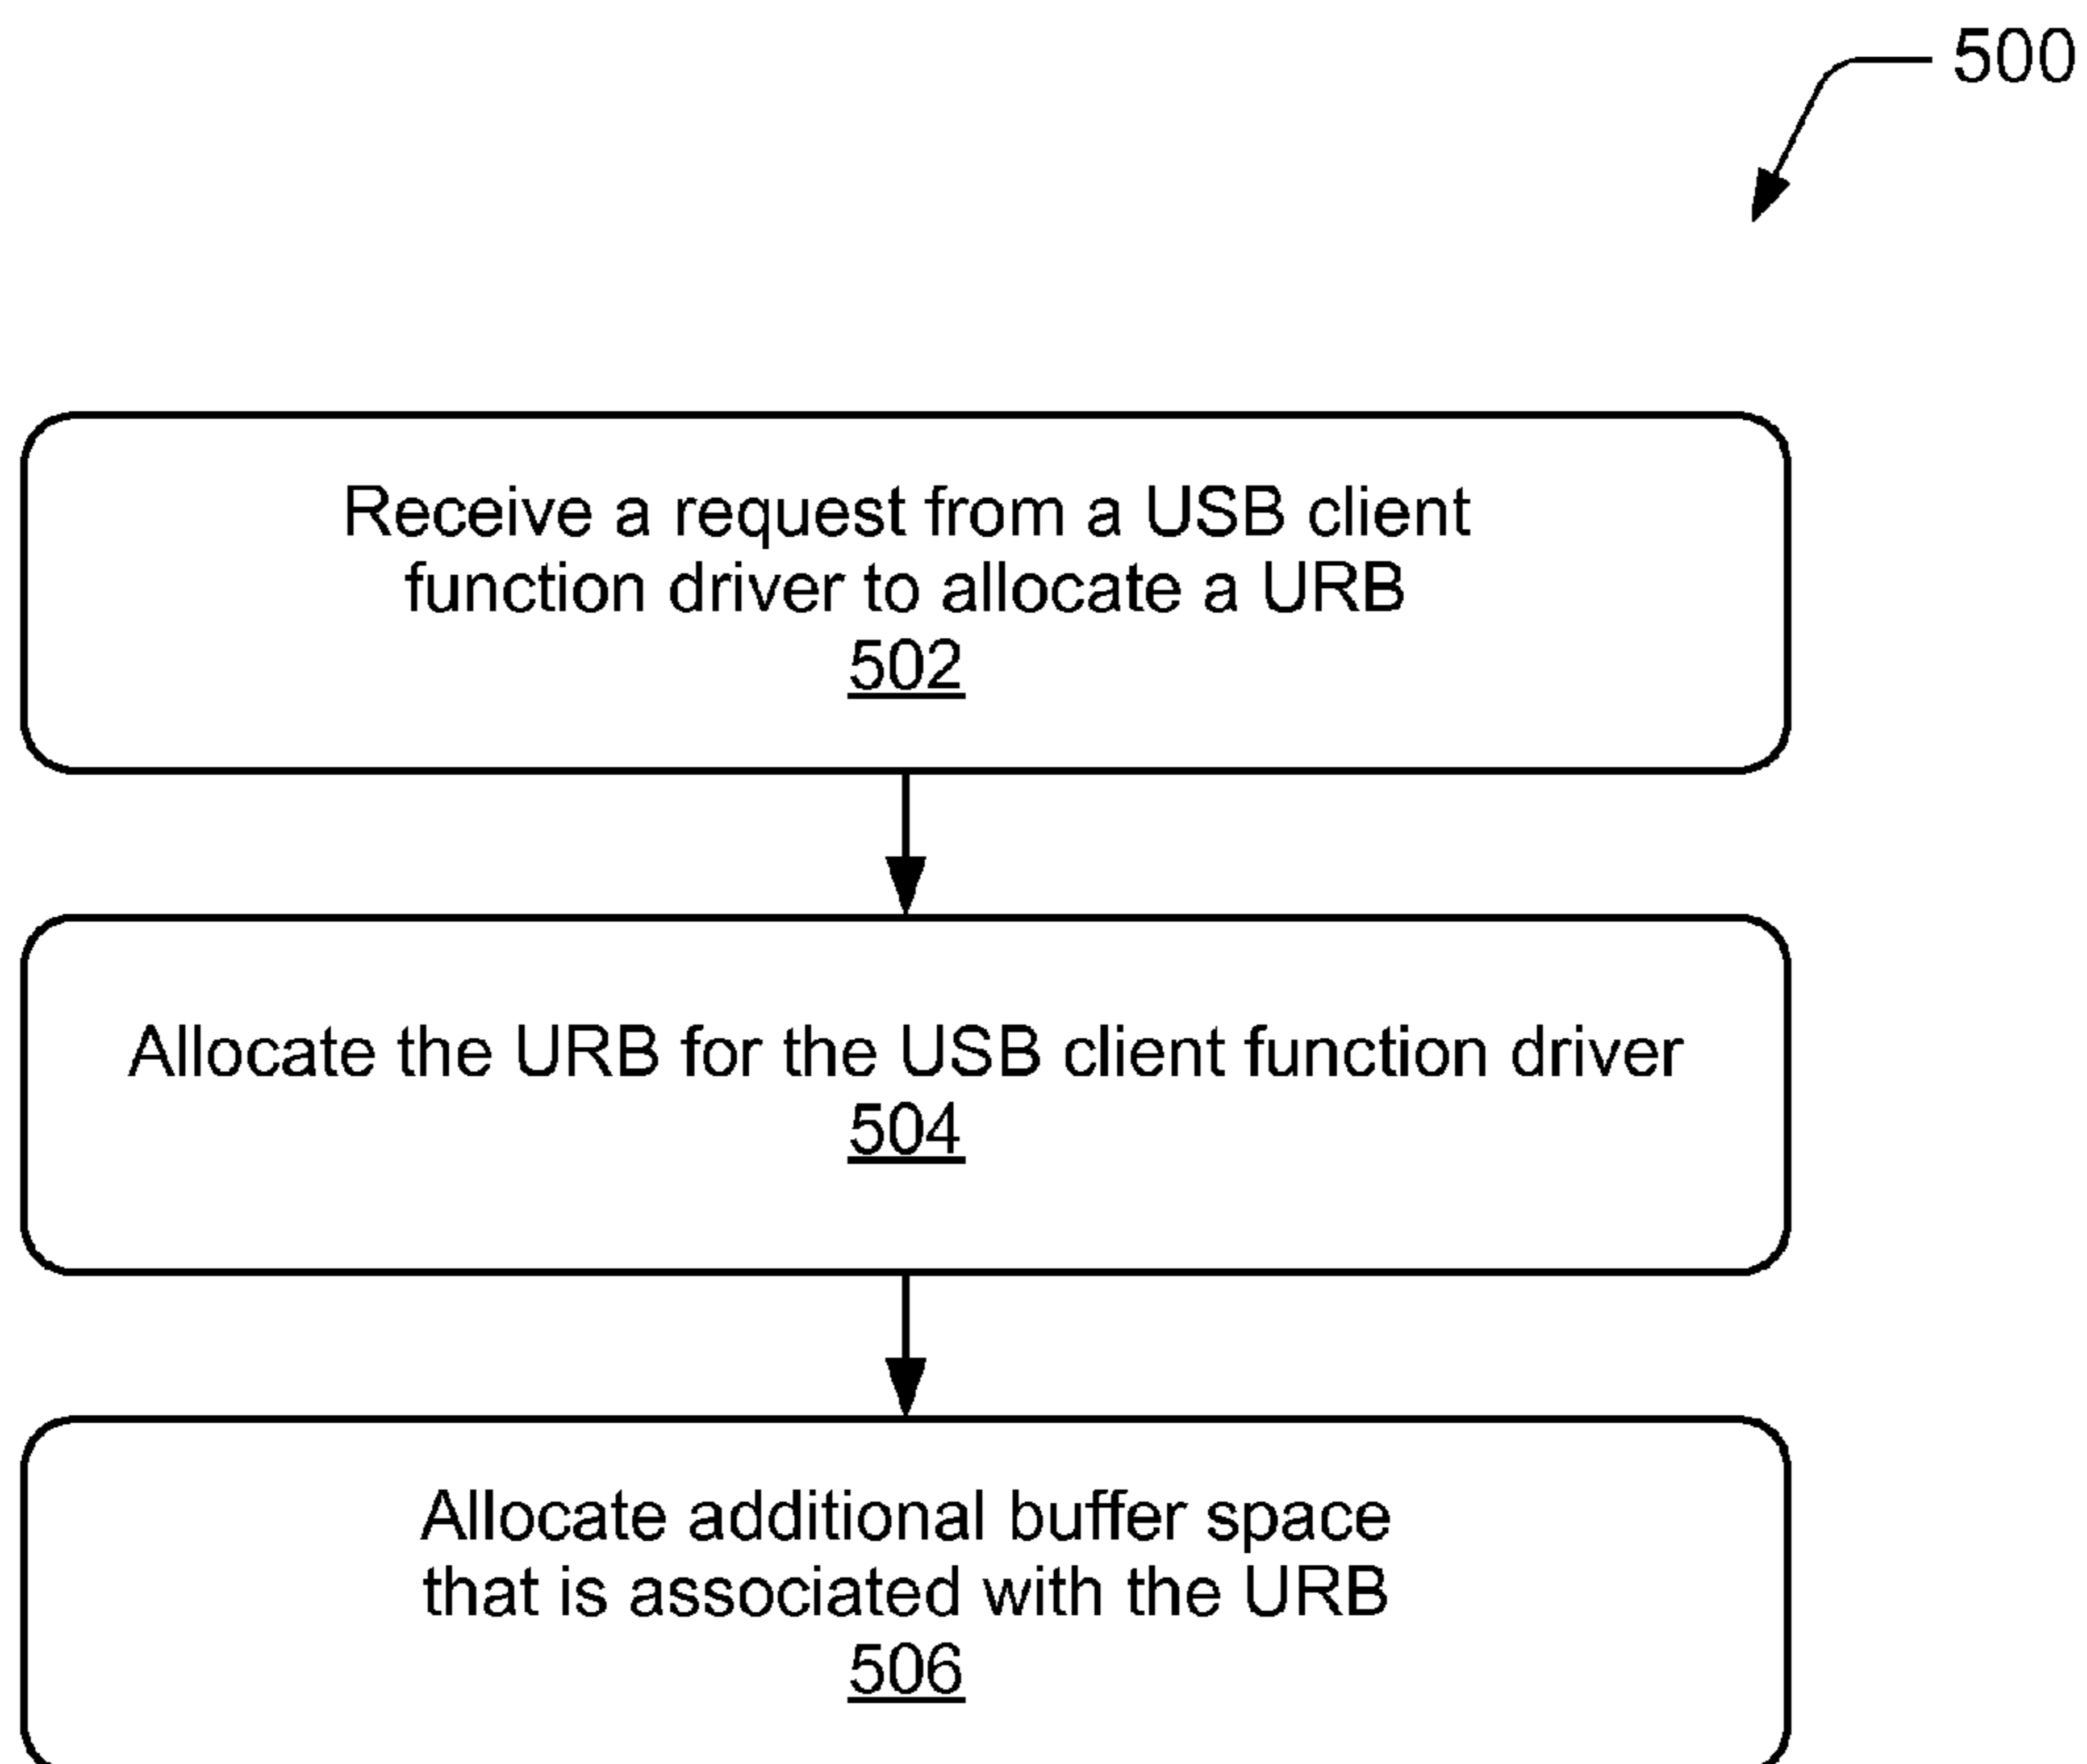 500
Receive a request from a USB client
function driver to allocate a URB
502
Allocate the URB for the USB client function driver
504
Allocate additional buffer space
that is associated with the URB
506